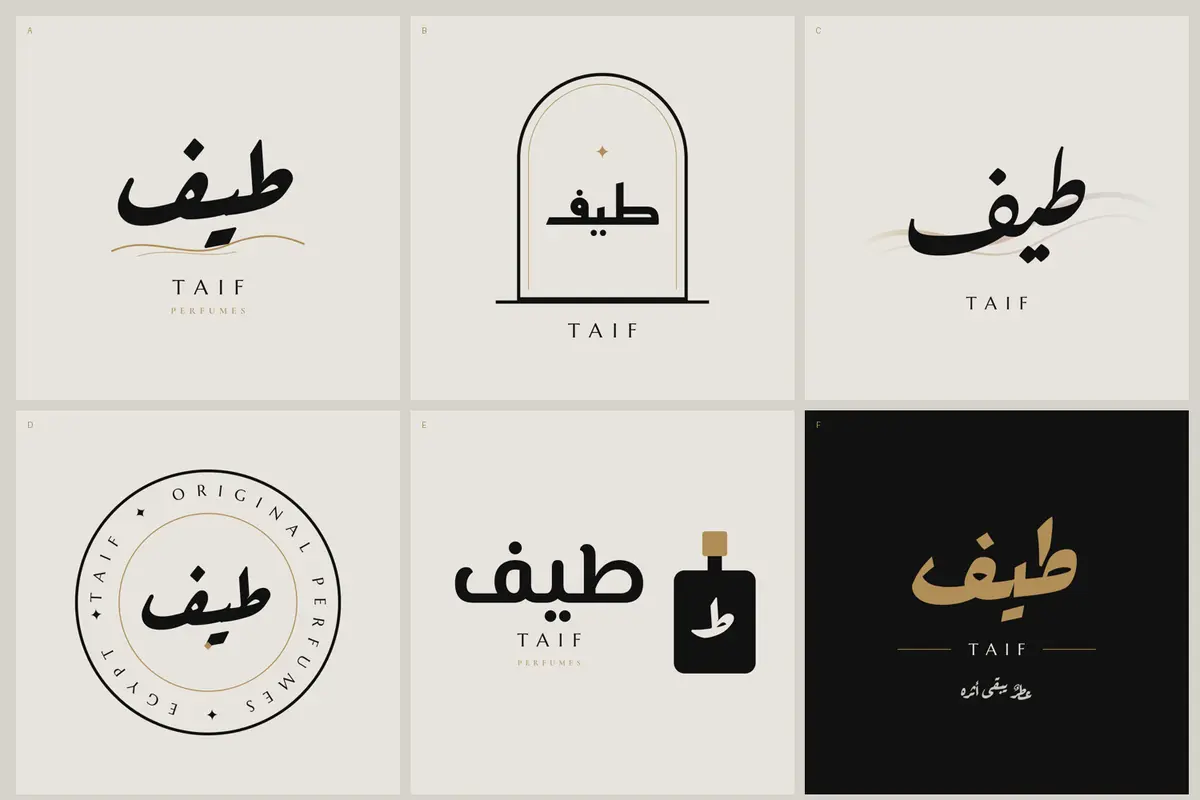 A
طيف
TAIF
PERFUMES
B
طيف
TAIF
C
طيف
TAIF
D
TAIF ✦ ORIGINAL PERFUMES ✦ EGYPT ✦
طيف
E
طيف
TAIF
PERFUMES
ط
F
طيف
TAIF
عطرٌ يبقى أثره